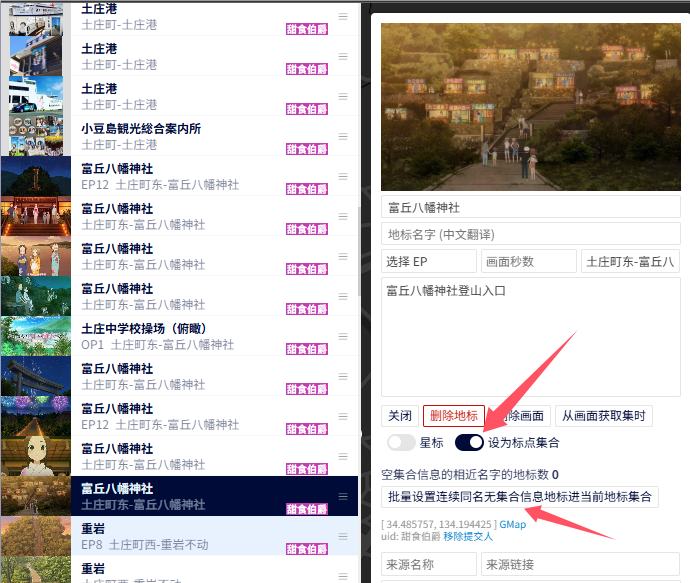 土庄港
土庄町-土庄港
甜食伯爵
土庄港
土庄町-土庄港
甜食伯爵
土庄港
土庄町-土庄港
甜食伯爵
小豆島観光総合案内所
土庄町-土庄港
甜食伯爵
富丘八幡神社
EP12 土庄町东-富丘八幡神社
甜食伯爵
富丘八幡神社
土庄町东-富丘八幡神社
甜食伯爵
富丘八幡神社
土庄町东-富丘八幡神社
甜食伯爵
富丘八幡神社
土庄町东-富丘八幡神社
甜食伯爵
土庄中学校操场（俯瞰）
OP1 土庄町东-富丘八幡神社
甜食伯爵
富丘八幡神社
土庄町东-富丘八幡神社
甜食伯爵
富丘八幡神社
EP12 土庄町东-富丘八幡神社
甜食伯爵
富丘八幡神社
土庄町东-富丘八幡神社
甜食伯爵
富丘八幡神社
土庄町东-富丘八幡神社
甜食伯爵
重岩
EP8 土庄町西-重岩不动
甜食伯爵
重岩
土庄町西-重岩不动
富丘八幡神社
地标名字 (中文翻译)
选择 EP 画面秒数 土庄町东-富丘八
富丘八幡神社登山入口
关闭 删除地标 删除画面 从画面获取集时
星标 设为标点集合
空集合信息的相近名字的地标数 0
批量设置连续同名无集合信息地标进当前地标集合
[ 34.485757, 134.194425 ] GMap
uid: 甜食伯爵 移除提交人
来源名称 来源链接